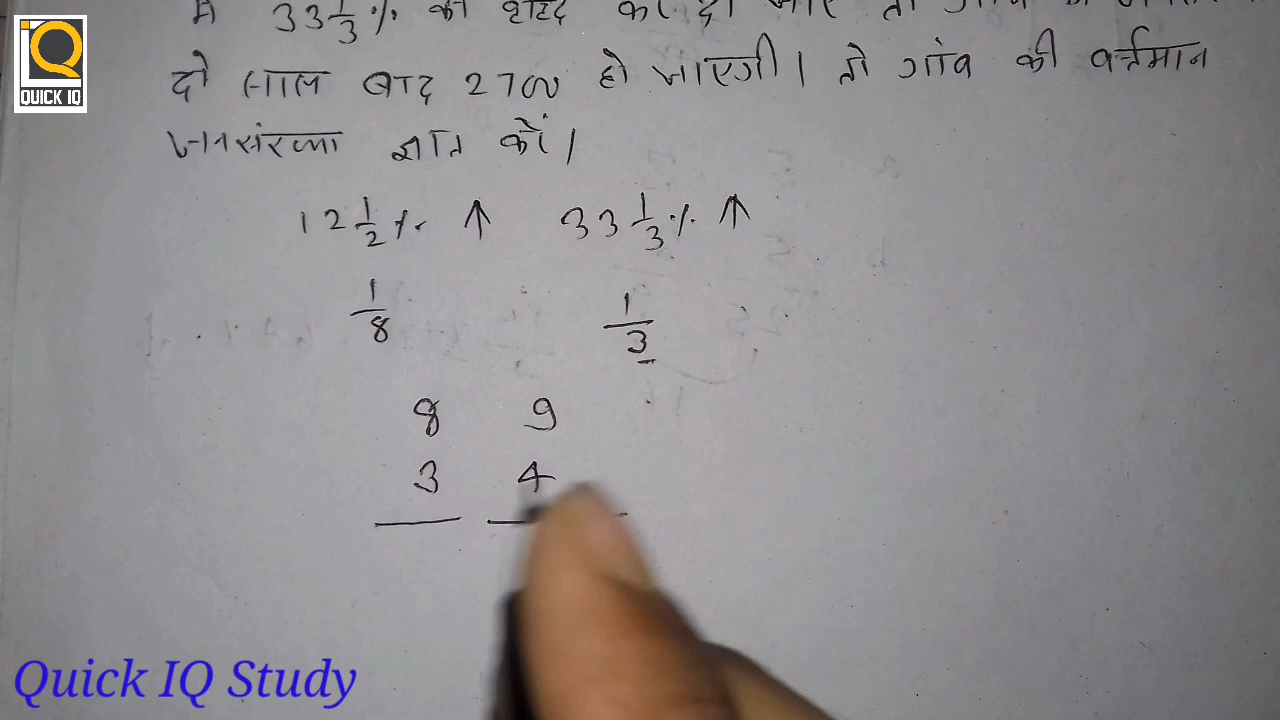 में 33 1/3 % की
दो साल बाद 2700 हो जाएगी। तो गांव की वर्त्तमान
जनसंख्या ज्ञात करें।
12 1/2 % ↑ 33 1/3 % ↑
1/8 1/3
8 9
3 4
QUICK IQ
Quick IQ Study